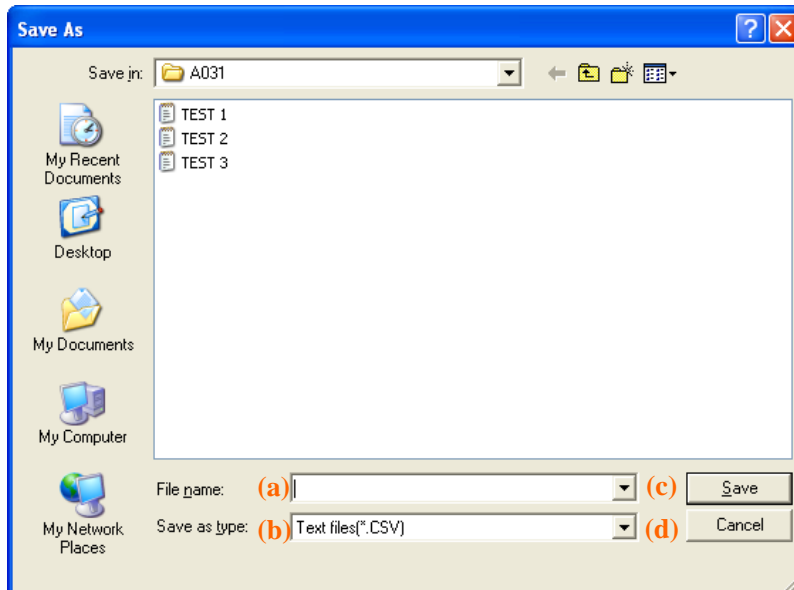 Save As
Save in: A031
TEST 1
TEST 2
TEST 3
My Recent
Documents
Desktop
My Documents
My Computer
My Network
Places
File name: (a) (c) Save
Save as type: (b) Text files(*.CSV) (d) Cancel